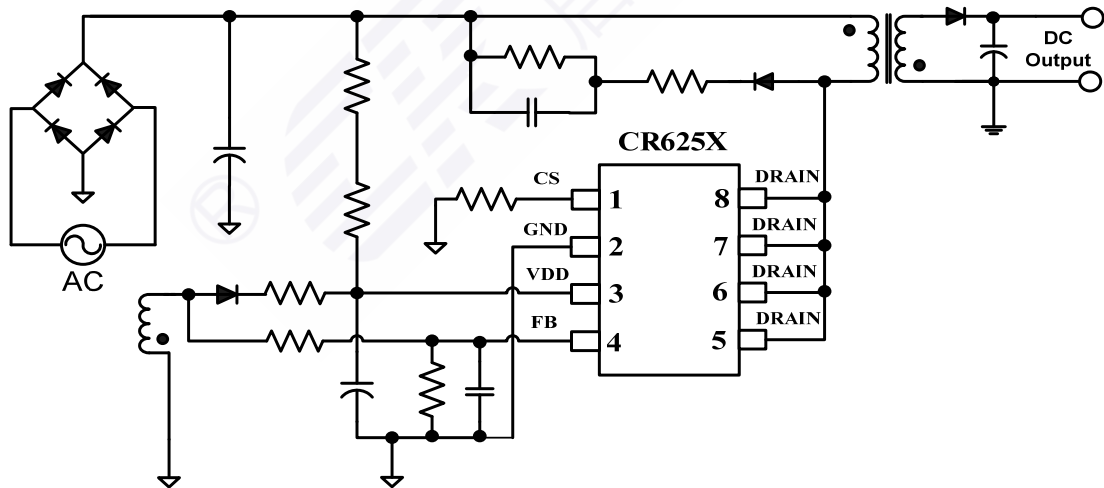 DC
Output
CR625X
CS
1
8
DRAIN
GND
2
7
DRAIN
VDD
3
6
DRAIN
FB
4
5
DRAIN
AC